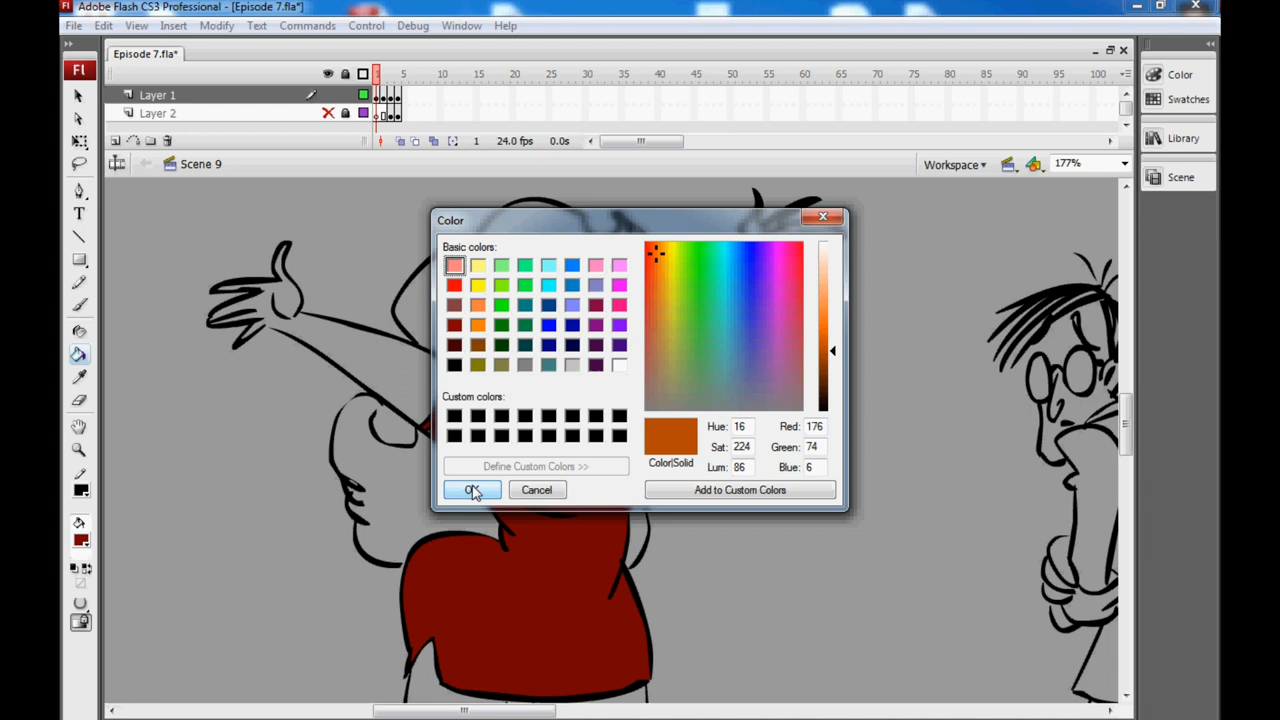 Fl Adobe Flash CS3 Professional - [Episode 7.fla*]
File Edit View Insert Modify Text Commands Control Debug Window Help
Episode 7.fla*
1 5 10 15 20 25 30 35 40 45 50 55 60 65 70 75 80 85 90 95 100
Layer 1
Layer 2
1 24.0 fps 0.0s
Scene 9
Workspace 177%
Fl
T
Color
Swatches
Library
Scene
Color
Basic colors:
Custom colors:
Define Custom Colors >>
OK Cancel
Color|Solid
Hue: 16 Red: 176
Sat: 224 Green: 74
Lum: 86 Blue: 6
Add to Custom Colors